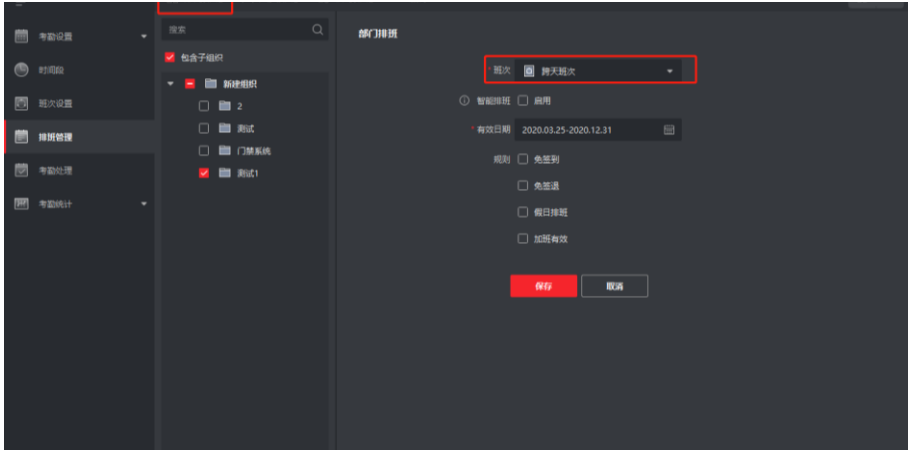 考勤设置
时间段
班次设置
排班管理
考勤处理
考勤统计
搜索
包含子组织
新建组织
2
测试
门禁系统
测试1
部门排班
* 班次 跨天班次
智能排班 启用
* 有效日期 2020.03.25-2020.12.31
规则 免签到
免签退
假日排班
加班有效
保存 取消